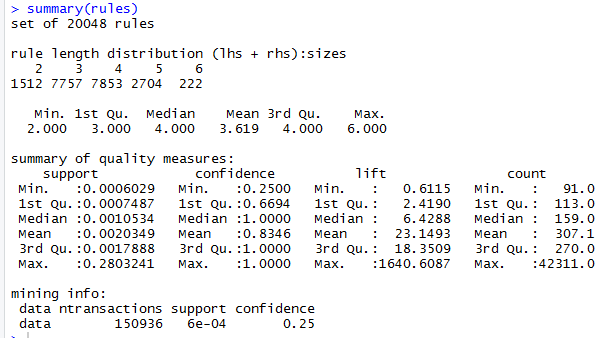 > summary(rules)
set of 20048 rules
rule length distribution (lhs + rhs):sizes
2 3 4 5 6
1512 7757 7853 2704 222
Min. 1st Qu. Median Mean 3rd Qu. Max.
2.000 3.000 4.000 3.619 4.000 6.000
summary of quality measures:
support confidence lift count
Min. :0.0006029 Min. :0.2500 Min. : 0.6115 Min. : 91.0
1st Qu.:0.0007487 1st Qu.:0.6694 1st Qu.: 2.4190 1st Qu.: 113.0
Median :0.0010534 Median :1.0000 Median : 6.4288 Median : 159.0
Mean :0.0020349 Mean :0.8346 Mean : 23.1493 Mean : 307.1
3rd Qu.:0.0017888 3rd Qu.:1.0000 3rd Qu.: 18.3509 3rd Qu.: 270.0
Max. :0.2803241 Max. :1.0000 Max. :1640.6087 Max. :42311.0
mining info:
data ntransactions support confidence
data 150936 6e-04 0.25